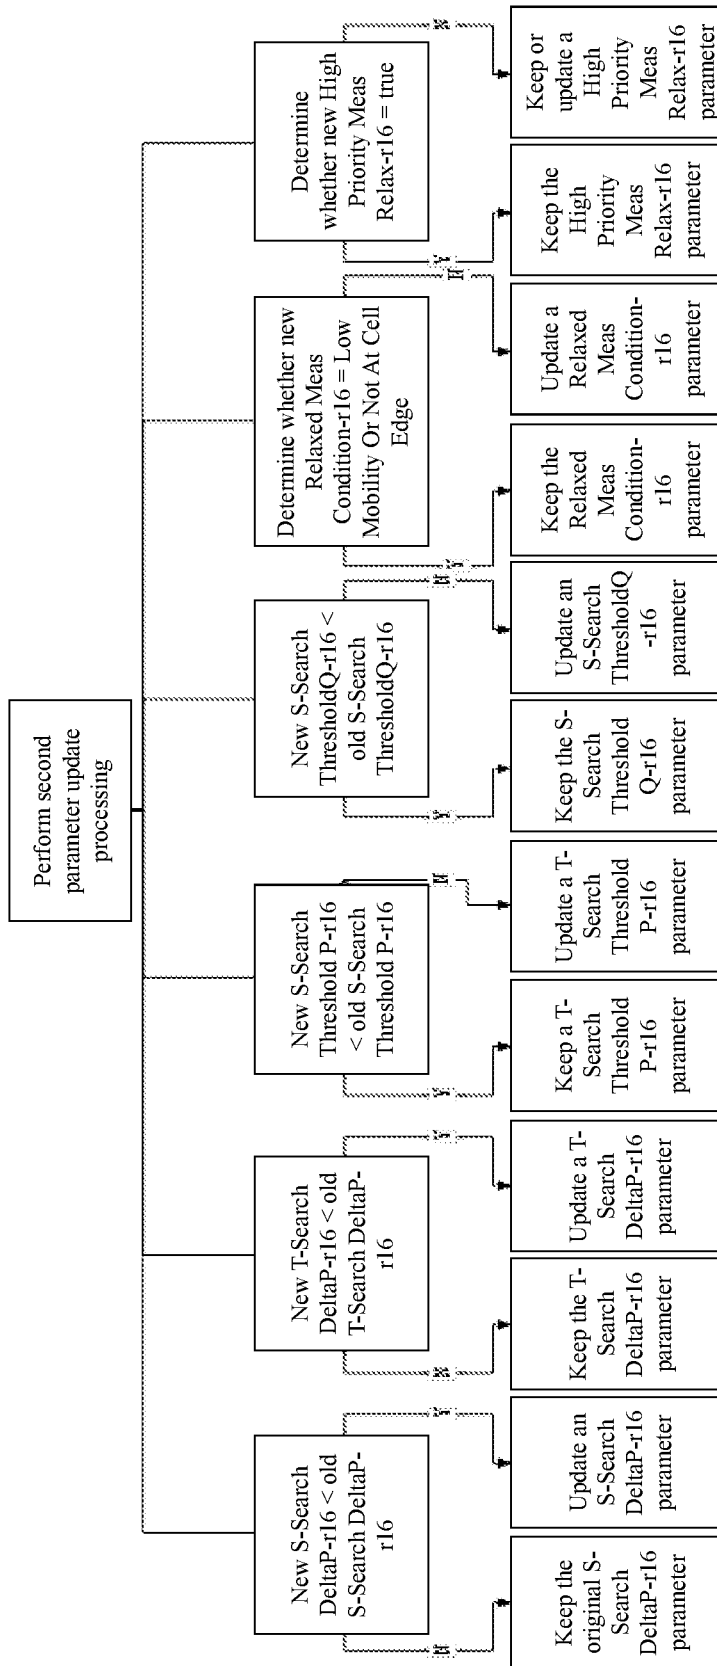 Perform second
parameter update
processing
New S-Search
DeltaP-r16 < old
S-Search DeltaP-
r16
New T-Search
DeltaP-r16 < old
T-Search DeltaP-
r16
New S-Search
Threshold P-r16
< old S-Search
Threshold P-r16
New S-Search
ThresholdQ-r16 <
old S-Search
ThresholdQ-r16
Determine whether new
Relaxed Meas
Condition-r16 = Low
Mobility Or Not At Cell
Edge
Determine
whether new High
Priority Meas
Relax-r16 = true
N
Y
N
Y
Y
N
Y
N
Y
N
Y
N
Keep the
original S-
Search
DeltaP-r16
parameter
Update an
S-Search
DeltaP-r16
parameter
Keep the T-
Search
DeltaP-r16
parameter
Update a T-
Search
DeltaP-r16
parameter
Keep a T-
Search
Threshold
P-r16
parameter
Update a T-
Search
Threshold
P-r16
parameter
Keep the S-
Search
Threshold
Q-r16
parameter
Update an
S-Search
ThresholdQ
-r16
parameter
Keep the
Relaxed
Meas
Condition-
r16
parameter
Update a
Relaxed
Meas
Condition-
r16
parameter
Keep the
High
Priority
Meas
Relax-r16
parameter
Keep or
update a
High
Priority
Meas
Relax-r16
parameter